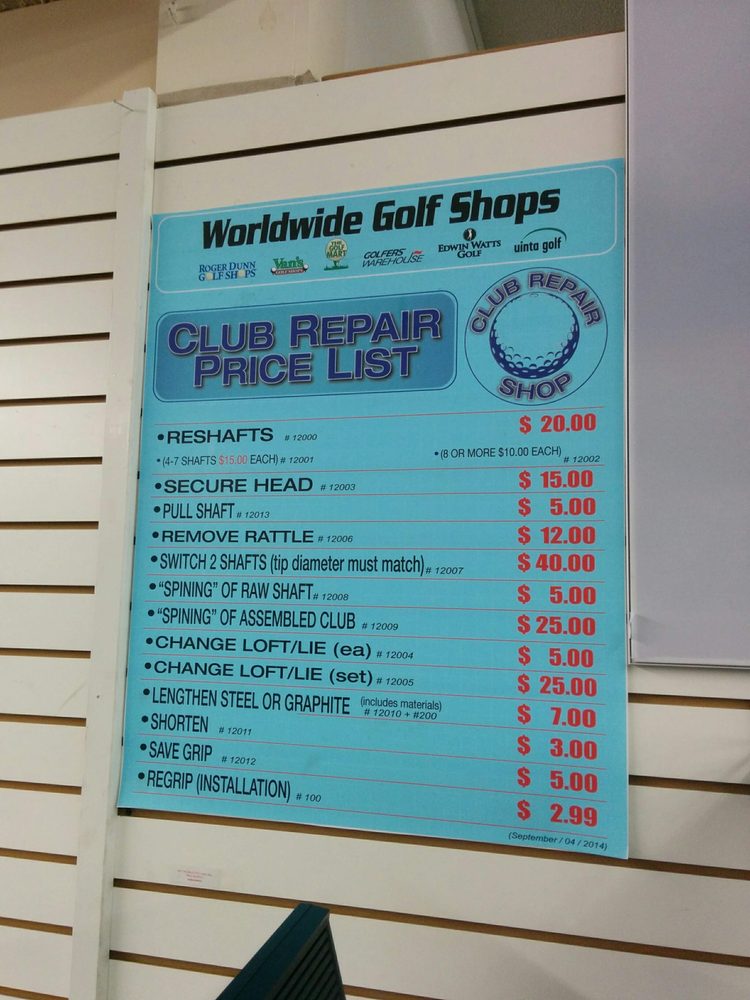 Worldwide Golf Shops
ROGER DUNN
GOLF SHOPS
Van's
GOLF SHOPS
THE
GOLF
MART
GOLFERS'
WAREHOUSE
EDWIN WATTS
GOLF
uinta golf
CLUB REPAIR
PRICE LIST
CLUB REPAIR
SHOP
•RESHAFTS # 12000 $ 20.00
•(4-7 SHAFTS $15.00 EACH) # 12001 •(8 OR MORE $10.00 EACH) # 12002
•SECURE HEAD # 12003 $ 15.00
•PULL SHAFT # 12013 $ 5.00
•REMOVE RATTLE # 12006 $ 12.00
•SWITCH 2 SHAFTS (tip diameter must match) # 12007 $ 40.00
•“SPINING” OF RAW SHAFT # 12008 $ 5.00
•“SPINING” OF ASSEMBLED CLUB # 12009 $ 25.00
•CHANGE LOFT/LIE (ea) # 12004 $ 5.00
•CHANGE LOFT/LIE (set) # 12005 $ 25.00
•LENGTHEN STEEL OR GRAPHITE (includes materials) # 12010 + #200 $ 7.00
•SHORTEN # 12011 $ 3.00
•SAVE GRIP # 12012 $ 5.00
•REGRIP (INSTALLATION) # 100 $ 2.99
(September / 04 / 2014)